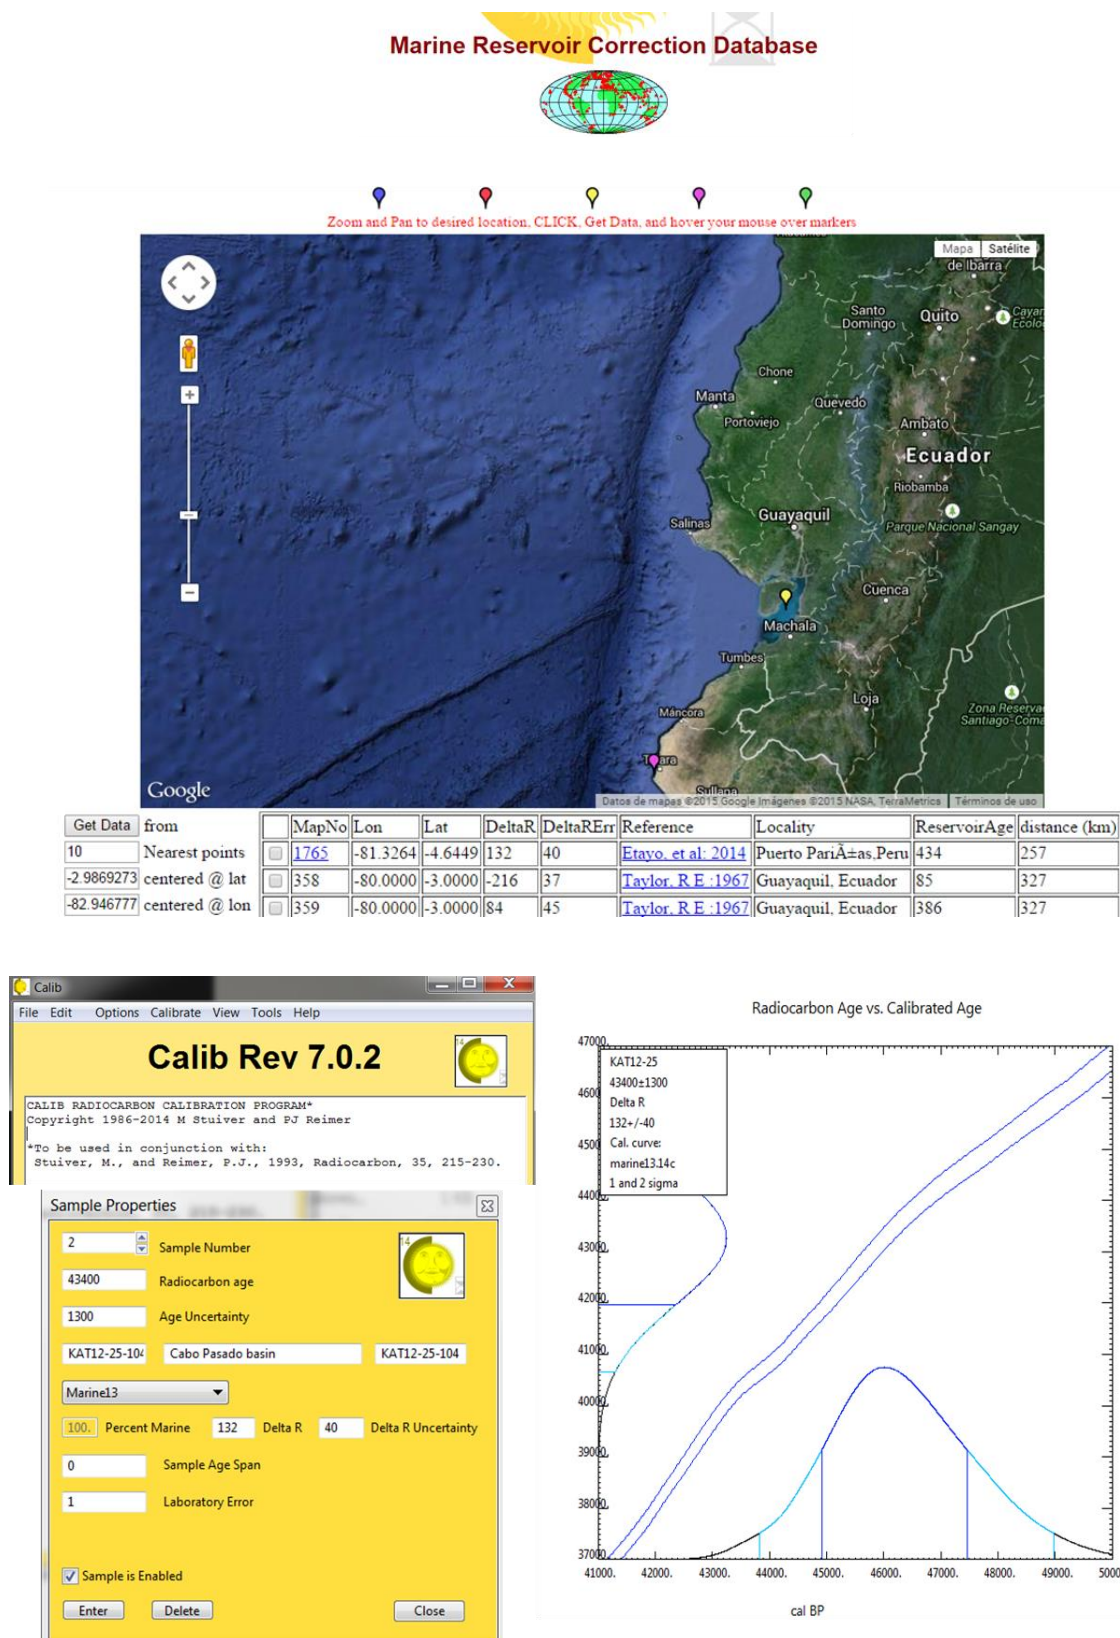 Marine Reservoir Correction Database
Zoom and Pan to desired location, CLICK, Get Data, and hover your mouse over markers
Mapa Satélite
de Ibarra
Santo Domingo
Quito
Cayam
Ecolo
Chone
Manta
Quevedo
Portoviejo
Ambato
Ecuador
Riobamba
Guayaquil
Salinas
Parque Nacional Sangay
Cuenca
Machala
Tumbes
Loja
Zona Reserva
Santiago-Coma
Máncora
Sullana
Google
Datos de mapas ©2015 Google Imágenes ©2015 NASA, TerraMetrics Términos de uso
Get Data from MapNo Lon Lat DeltaR DeltaRErr Reference Locality ReservoirAge distance (km)
10 Nearest points 1765 -81.3264 -4.6449 132 40 Etayo, et al: 2014 Puerto PariÃ±as,Peru 434 257
-2.9869273 centered @ lat 358 -80.0000 -3.0000 -216 37 Taylor, R E :1967 Guayaquil, Ecuador 85 327
-82.946777 centered @ lon 359 -80.0000 -3.0000 84 45 Taylor, R E :1967 Guayaquil, Ecuador 386 327
Calib
File Edit Options Calibrate View Tools Help
Calib Rev 7.0.2
14
CALIB RADIOCARBON CALIBRATION PROGRAM*
Copyright 1986-2014 M Stuiver and PJ Reimer
*To be used in conjunction with:
Stuiver, M., and Reimer, P.J., 1993, Radiocarbon, 35, 215-230.
Sample Properties
2 Sample Number
14
43400 Radiocarbon age
1300 Age Uncertainty
KAT12-25-104 Cabo Pasado basin KAT12-25-104
Marine13
100. Percent Marine 132 Delta R 40 Delta R Uncertainty
0 Sample Age Span
1 Laboratory Error
Sample is Enabled
Enter Delete Close
Radiocarbon Age vs. Calibrated Age
KAT12-25
43400±1300
Delta R
132+/-40
Cal. curve:
marine13.14c
1 and 2 sigma
47000.
4600
4500
44000.
43000.
42000.
41000.
40000.
39000.
38000.
37000.
41000. 42000. 43000. 44000. 45000. 46000. 47000. 48000. 49000. 5000
cal BP